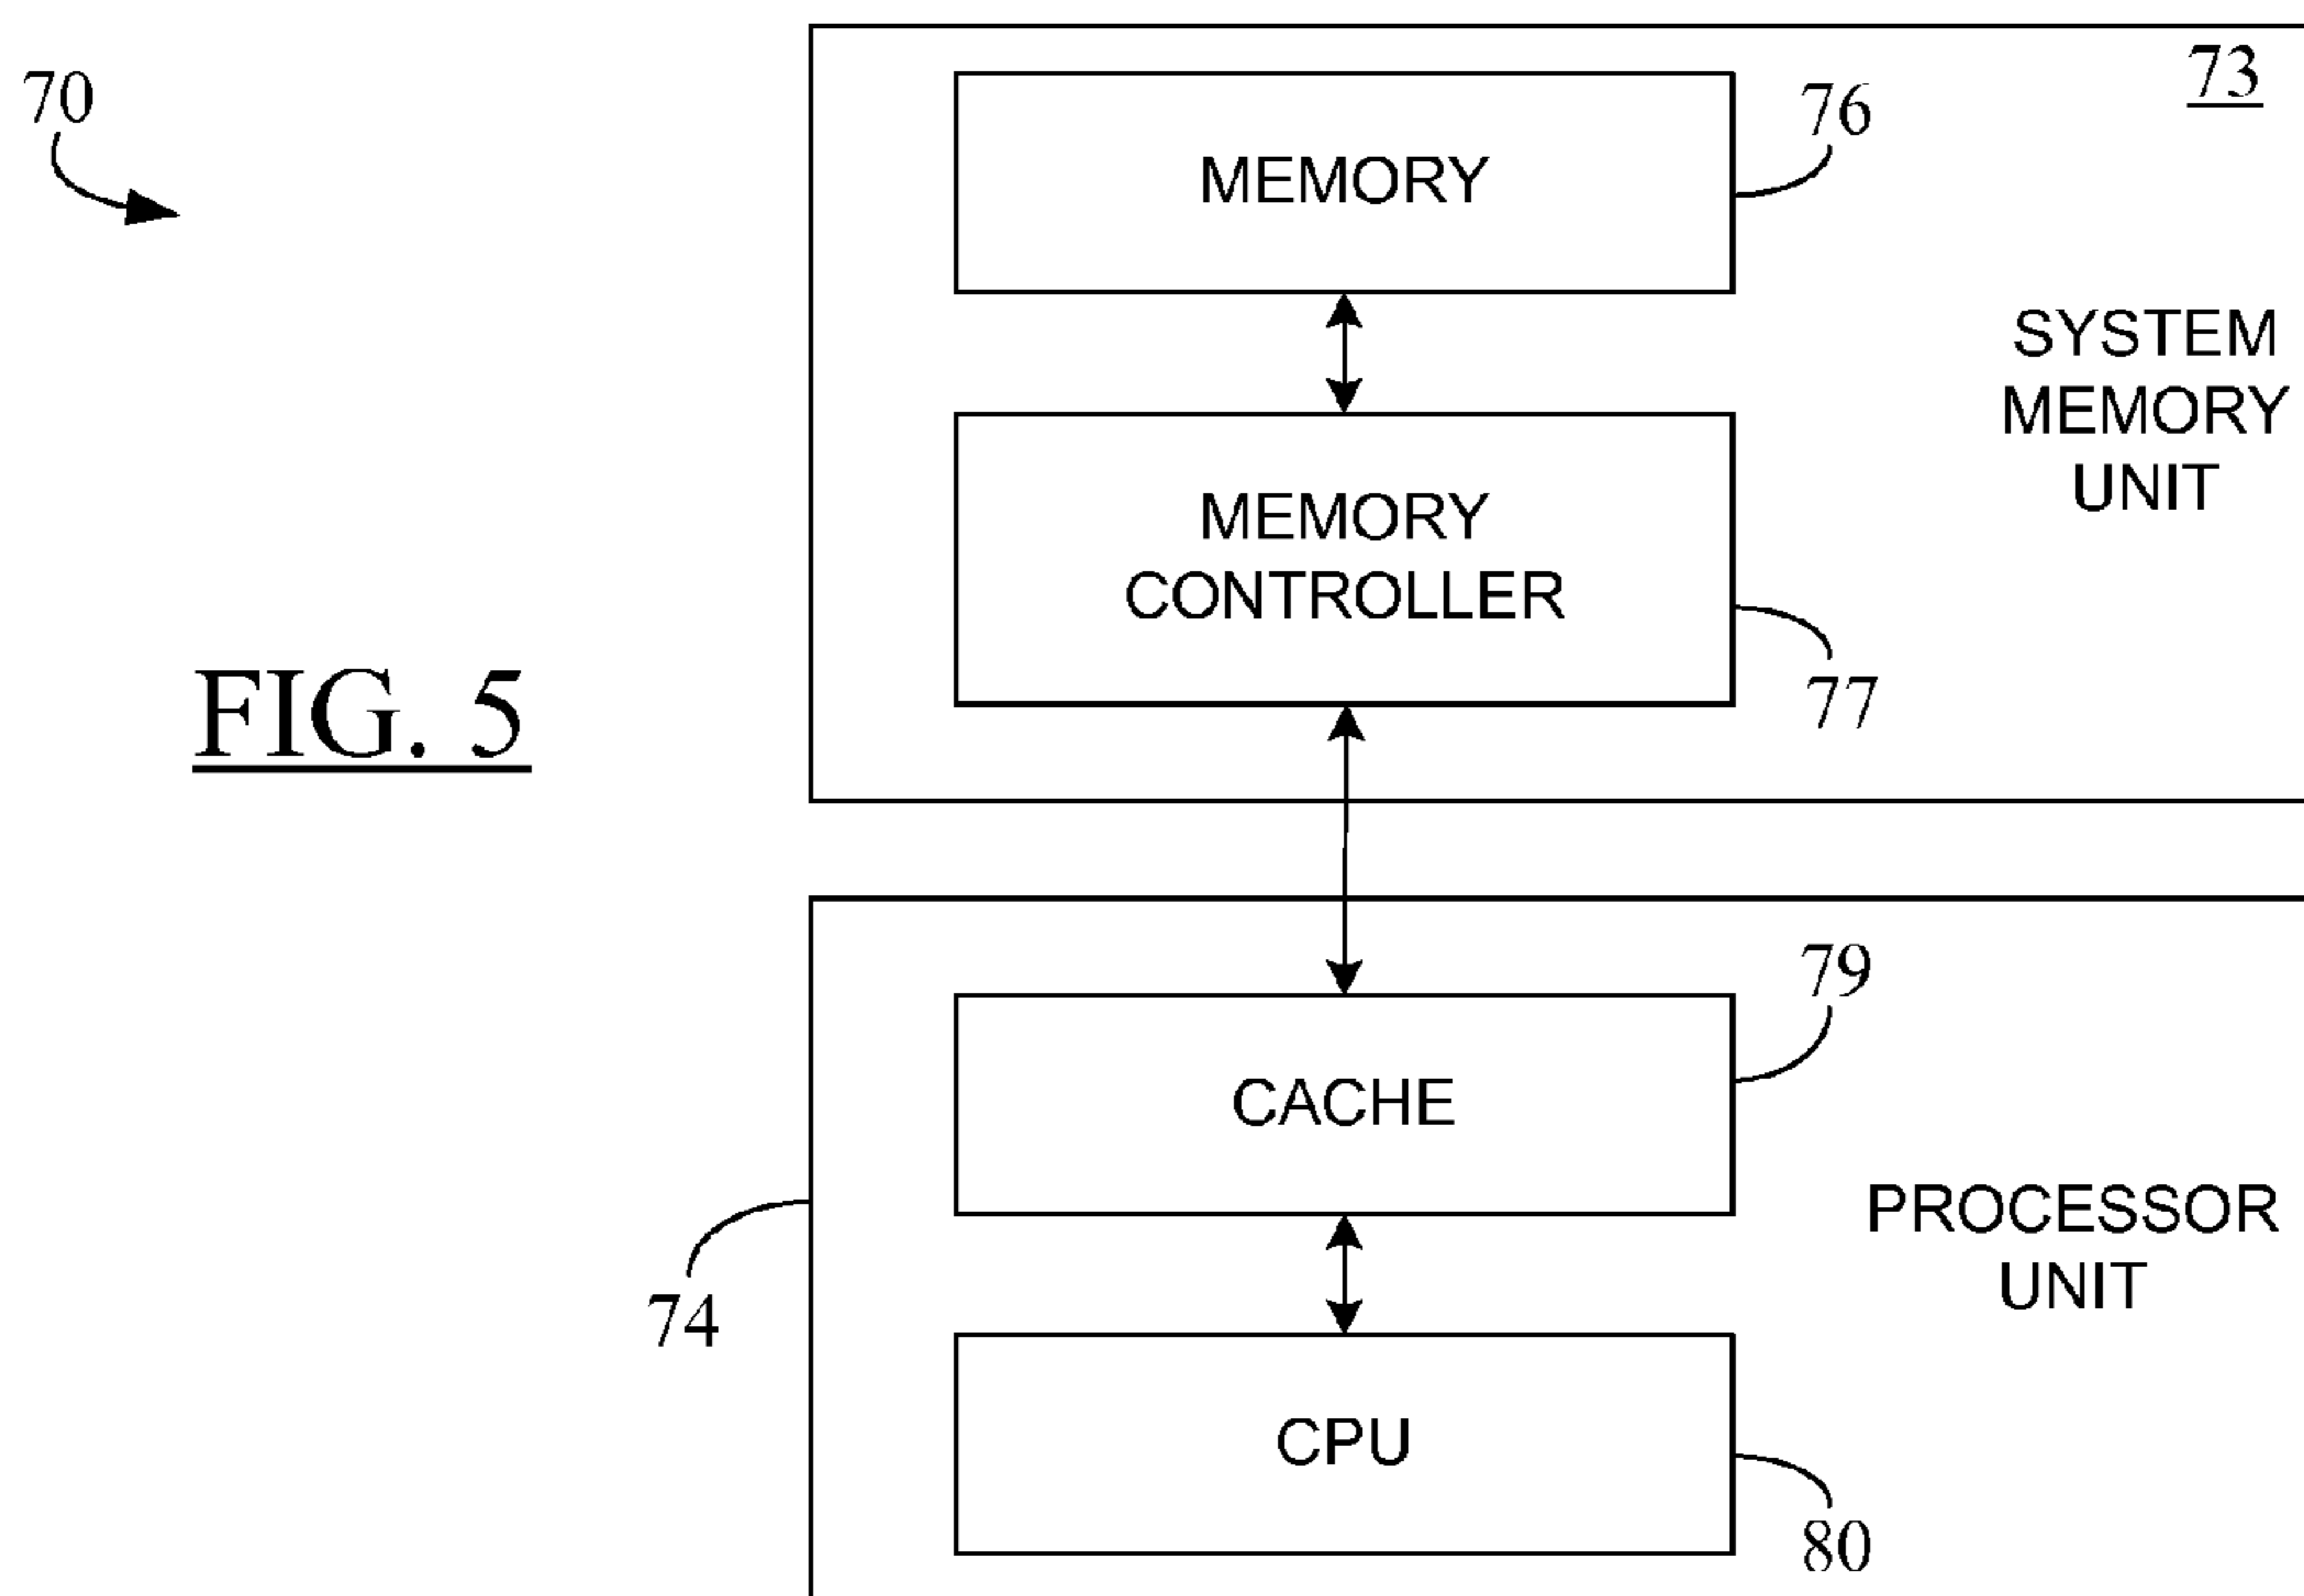 70
73
MEMORY
76
SYSTEM
MEMORY
UNIT
MEMORY
CONTROLLER
77
FIG. 5
79
CACHE
PROCESSOR
UNIT
74
CPU
80